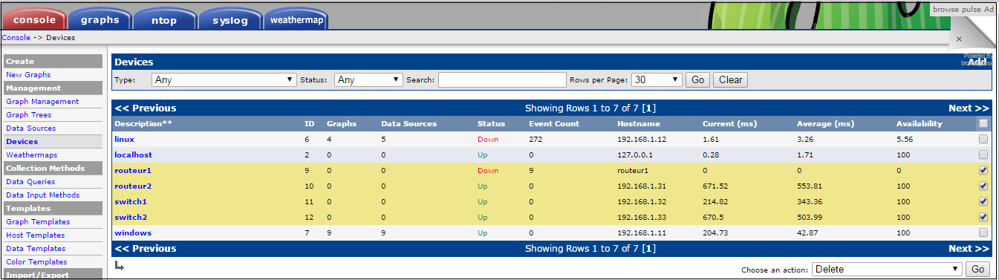 console graphs ntop syslog weathermap browse pulse Ad
Console -> Devices
Create
New Graphs
Management
Graph Management
Graph Trees
Data Sources
Devices
Weathermaps
Collection Methods
Data Queries
Data Input Methods
Templates
Graph Templates
Host Templates
Data Templates
Color Templates
Import/Export
Powered By
browse pulse
Devices Add
Type: Any Status: Any Search: Rows per Page: 30 Go Clear
<< Previous Showing Rows 1 to 7 of 7 [1] Next >>
Description** ID Graphs Data Sources Status Event Count Hostname Current (ms) Average (ms) Availability
linux 6 4 5 Down 272 192.168.1.12 1.61 3.26 5.56
localhost 2 0 0 Up 0 127.0.0.1 0.28 1.71 100
routeur1 9 0 0 Down 9 routeur1 0 0 0
routeur2 10 0 0 Up 0 192.168.1.31 671.52 553.81 100
switch1 11 0 0 Up 0 192.168.1.32 214.82 343.36 100
switch2 12 0 0 Up 0 192.168.1.33 670.5 503.99 100
windows 7 9 9 Up 0 192.168.1.11 204.73 42.87 100
<< Previous Showing Rows 1 to 7 of 7 [1] Next >>
Choose an action: Delete Go